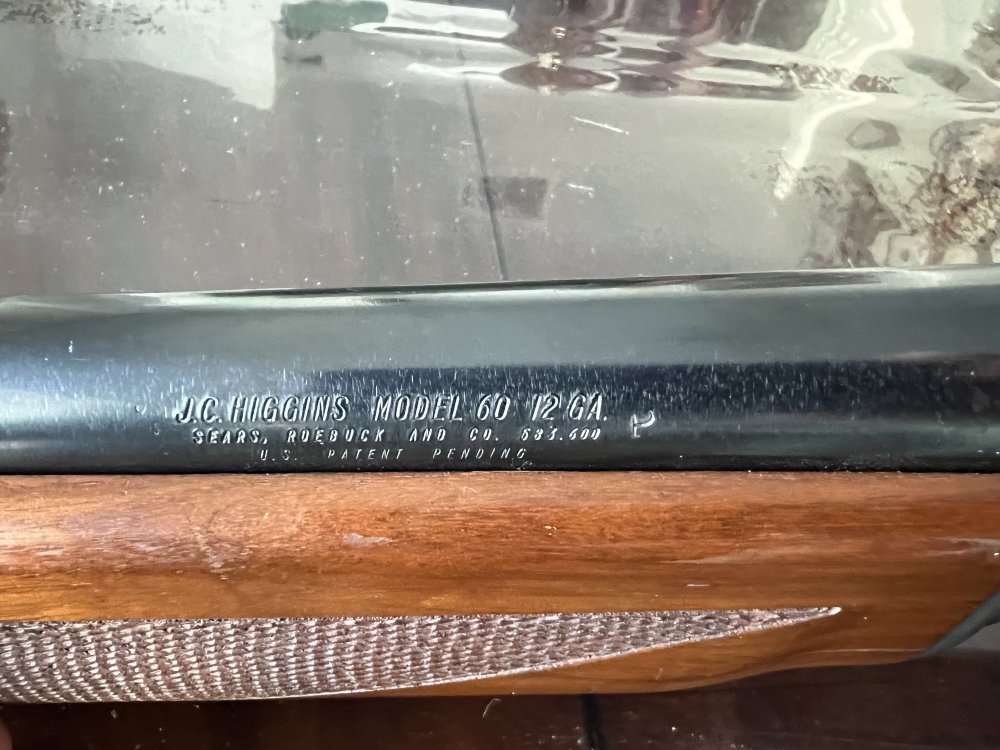 J.C. HIGGINS MODEL 60 12 GA.
SEARS, ROEBUCK AND CO. 583.600
U.S. PATENT PENDING